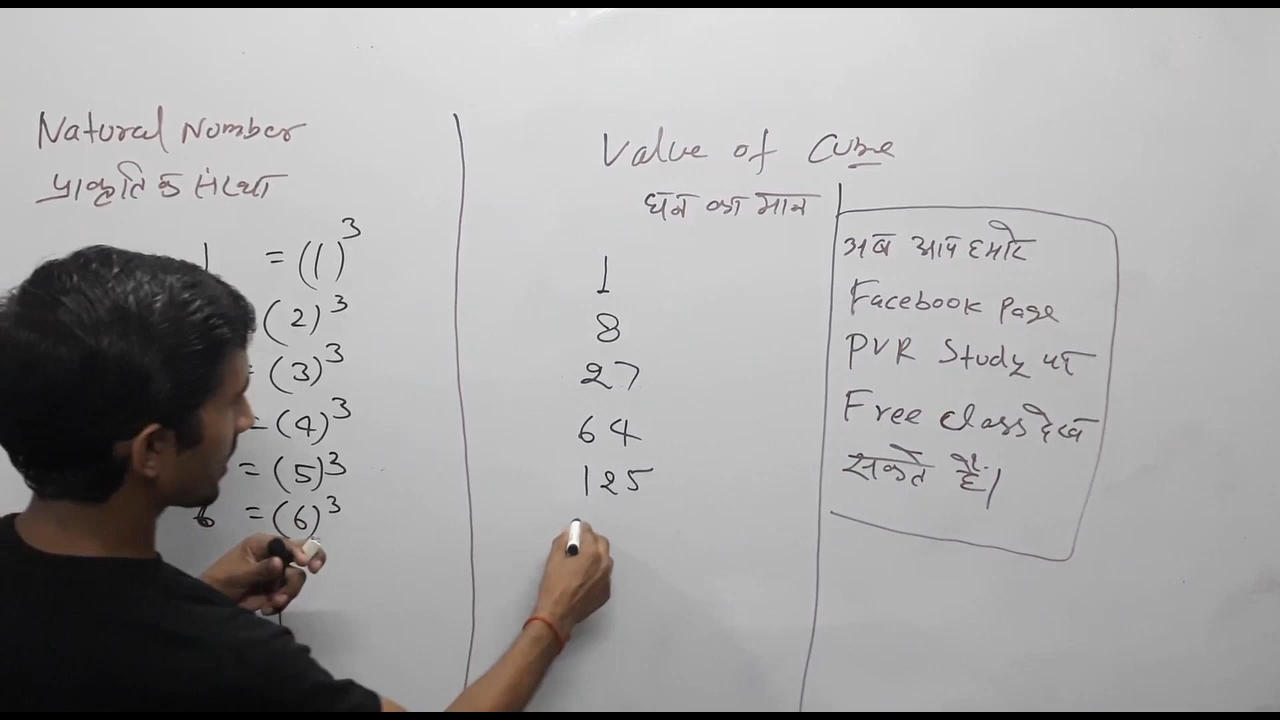 Natural Number
प्राकृतिक संख्या
1 = (1)³
(2)³
= (3)³
= (4)³
= (5)³
6 = (6)³
Value of Cube
घन का मान
1
8
27
64
125
अब आप हमारे
Facebook Page
PVR Study पर
Free Class देख
सकते है।